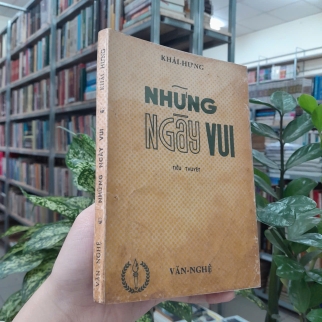 KHÁI-HƯNG
NHỮNG
NGÀY VUI
TIỂU THUYẾT
VĂN-NGHỆ
KHÁI HƯNG
NHỮNG NGÀY VUI
VĂN-NGHỆ